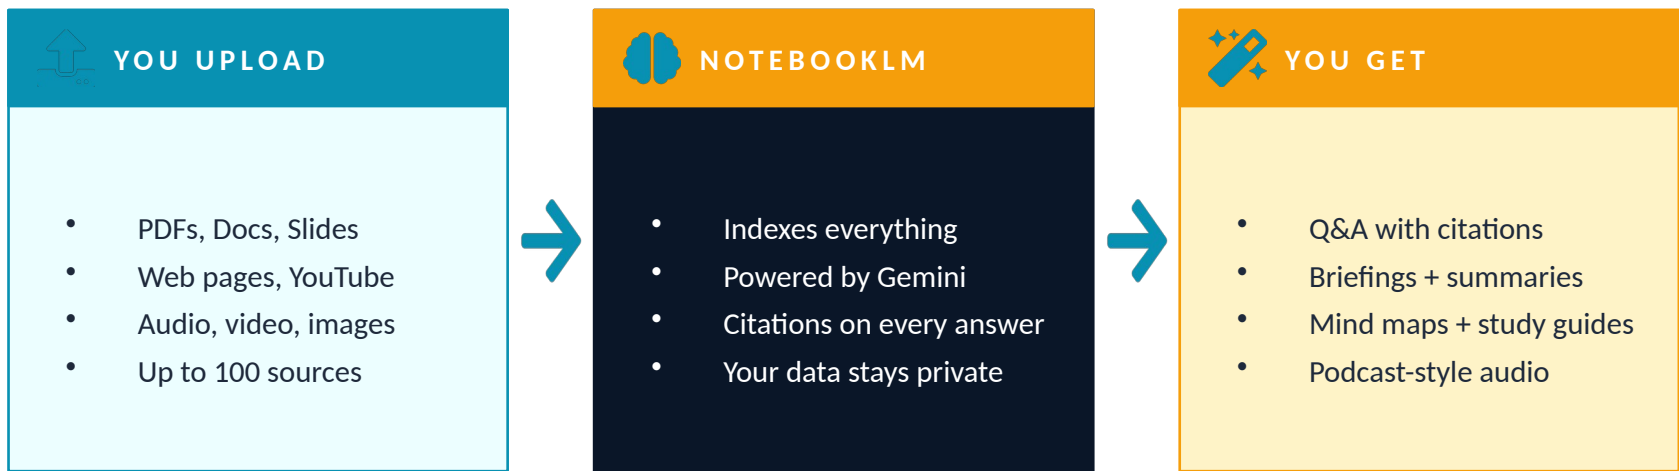 YOU UPLOAD
• PDFs, Docs, Slides
• Web pages, YouTube
• Audio, video, images
• Up to 100 sources
NOTEBOOKLM
• Indexes everything
• Powered by Gemini
• Citations on every answer
• Your data stays private
YOU GET
• Q&A with citations
• Briefings + summaries
• Mind maps + study guides
• Podcast-style audio